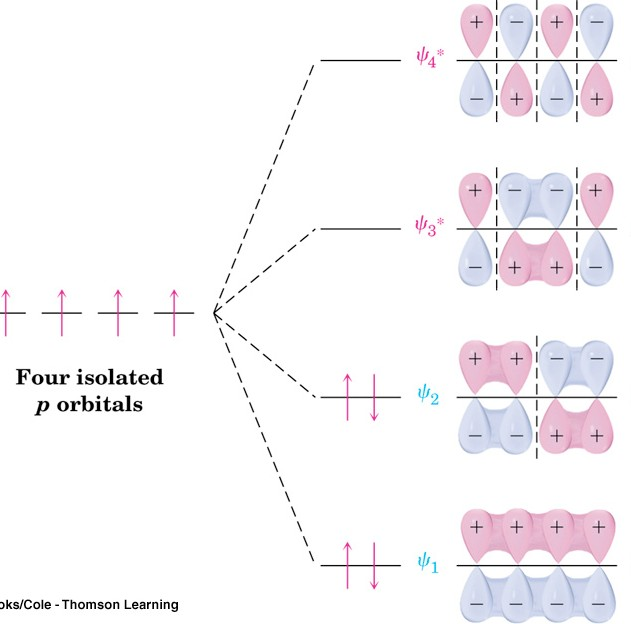 + − + −
ψ4*
− + − +
+ − − +
ψ3*
− + + −
Four isolated
p orbitals
+ + − −
ψ2
− − + +
+ + + +
ψ1
− − − −
oks/Cole - Thomson Learning